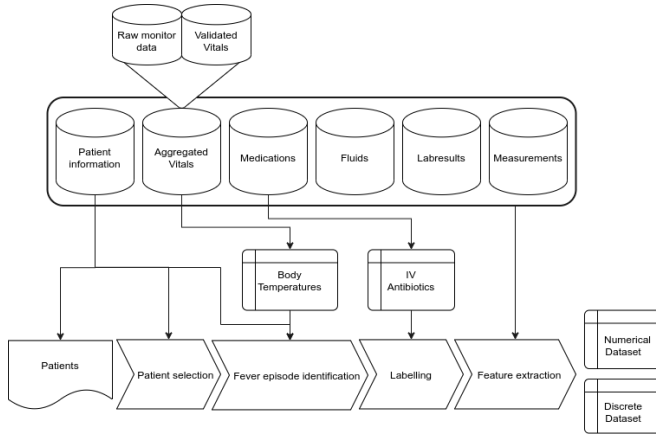 Raw monitor
data
Validated
Vitals
Patient
information
Aggregated
Vitals
Medications
Fluids
Labresults
Measurements
Body
Temperatures
IV
Antibiotics
Patients
Patient selection
Fever episode identification
Labelling
Feature extraction
Numerical
Dataset
Discrete
Dataset